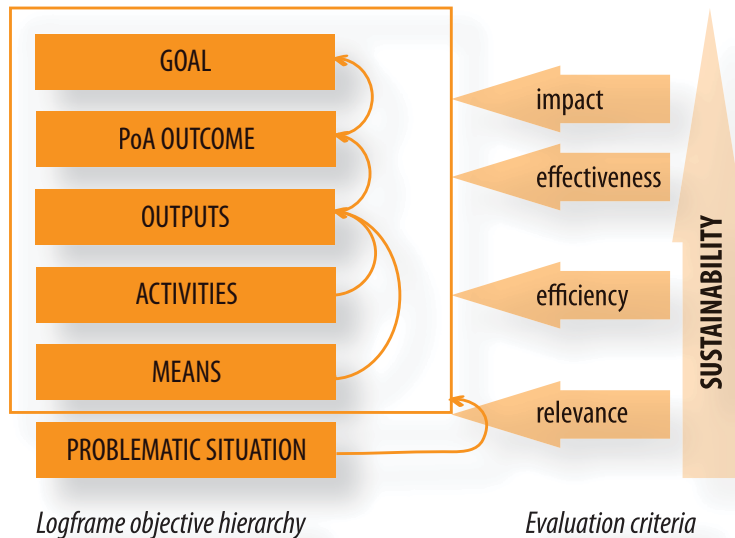 GOAL
PoA OUTCOME
OUTPUTS
ACTIVITIES
MEANS
PROBLEMATIC SITUATION
impact
effectiveness
efficiency
relevance
SUSTAINABILITY
Logframe objective hierarchy
Evaluation criteria